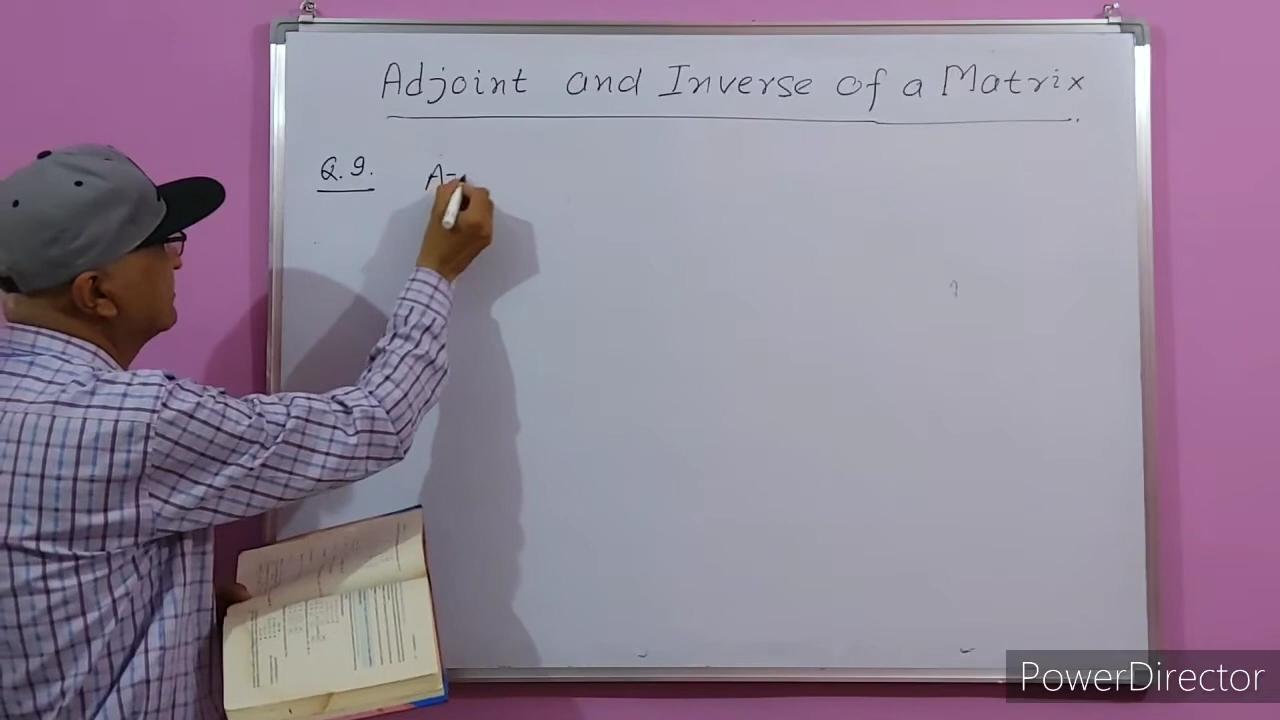 Adjoint and Inverse of a Matrix
Q. 9. A=
PowerDirector